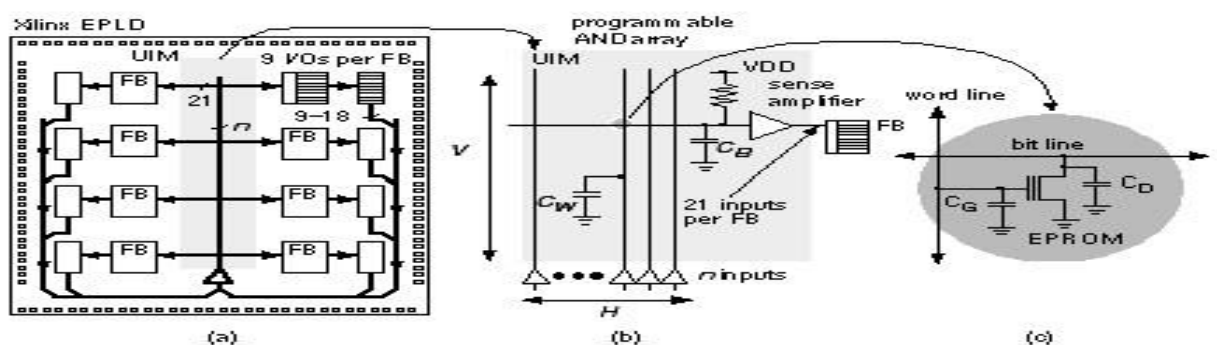 Xilinx EPLD
UIM
9 I/Os per FB
FB
21
n
9–18
FB
FB
FB
FB
FB
FB
(a)
programmable
AND array
UIM
VDD
sense
amplifier
FB
V
C_B
C_W
21 inputs
per FB
n inputs
H
(b)
word line
bit line
C_G
C_D
EPROM
(c)